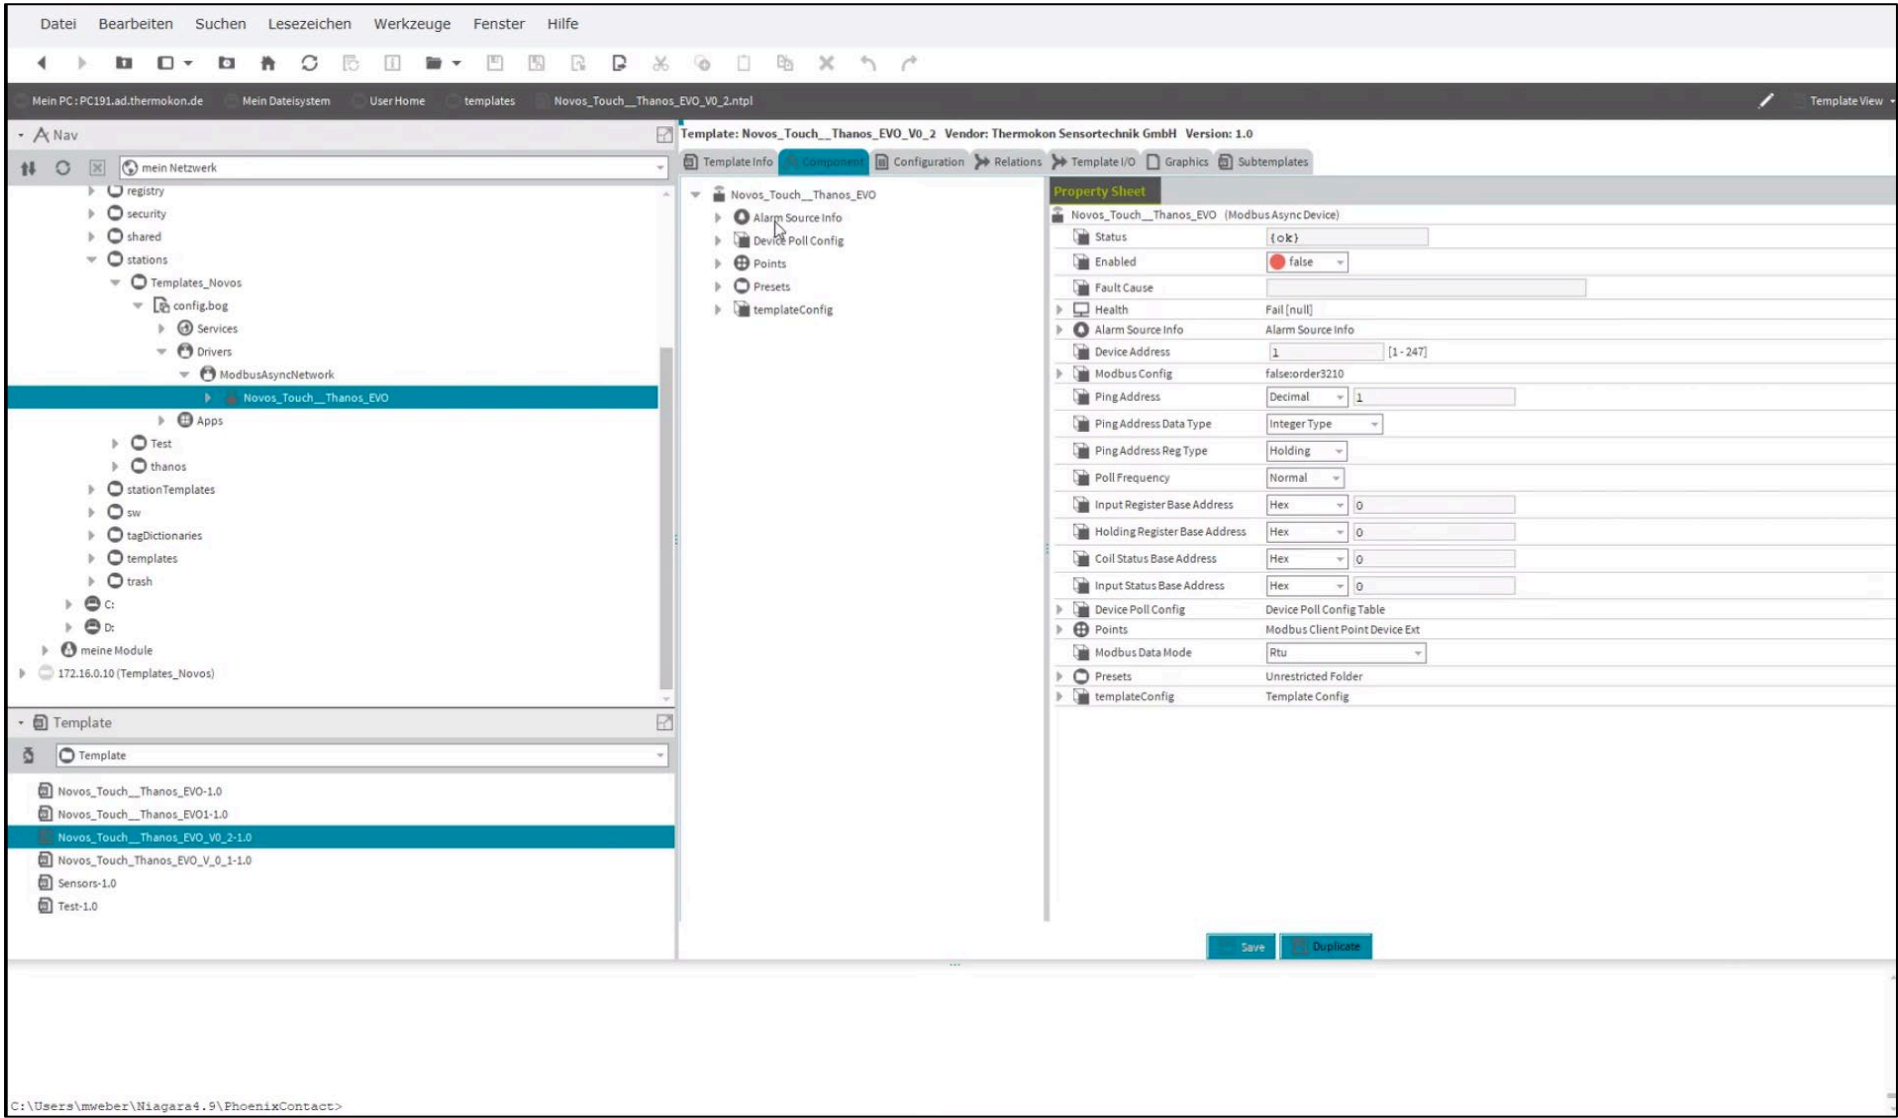 Datei Bearbeiten Suchen Lesezeichen Werkzeuge Fenster Hilfe
Mein PC : PC191.ad.thermokon.de Mein Dateisystem User Home templates Novos_Touch__Thanos_EVO_V0_2.ntpl Template View
Nav
mein Netzwerk
registry
security
shared
stations
Templates_Novos
config.bog
Services
Drivers
ModbusAsyncNetwork
Novos_Touch__Thanos_EVO
Apps
Test
thanos
stationTemplates
sw
tagDictionaries
templates
trash
C:
D:
meine Module
172.16.0.10 (Templates_Novos)
Template
Template
Novos_Touch__Thanos_EVO-1.0
Novos_Touch__Thanos_EVO1-1.0
Novos_Touch__Thanos_EVO_V0_2-1.0
Novos_Touch_Thanos_EVO_V_0_1-1.0
Sensors-1.0
Test-1.0
Template: Novos_Touch__Thanos_EVO_V0_2 Vendor: Thermokon Sensortechnik GmbH Version: 1.0
Template Info Component Configuration Relations Template I/O Graphics Subtemplates
Novos_Touch__Thanos_EVO
Alarm Source Info
Device Poll Config
Points
Presets
templateConfig
Property Sheet
Novos_Touch__Thanos_EVO (Modbus Async Device)
Status {ok}
Enabled false
Fault Cause
Health Fail [null]
Alarm Source Info Alarm Source Info
Device Address 1 [1 - 247]
Modbus Config false:order3210
Ping Address Decimal 1
Ping Address Data Type Integer Type
Ping Address Reg Type Holding
Poll Frequency Normal
Input Register Base Address Hex 0
Holding Register Base Address Hex 0
Coil Status Base Address Hex 0
Input Status Base Address Hex 0
Device Poll Config Device Poll Config Table
Points Modbus Client Point Device Ext
Modbus Data Mode Rtu
Presets Unrestricted Folder
templateConfig Template Config
Save Duplicate
C:\Users\mweber\Niagara4.9\PhoenixContact>